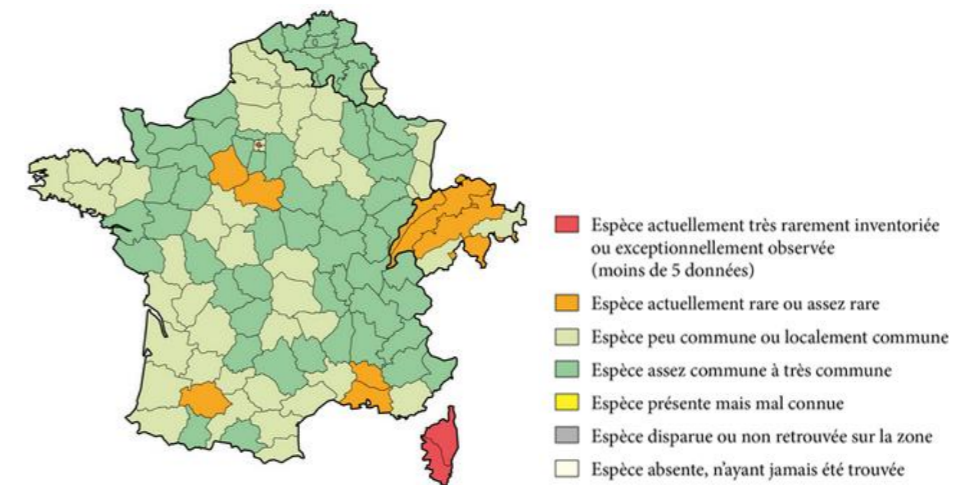 Espèce actuellement très rarement inventoriée
ou exceptionnellement observée
(moins de 5 données)
Espèce actuellement rare ou assez rare
Espèce peu commune ou localement commune
Espèce assez commune à très commune
Espèce présente mais mal connue
Espèce disparue ou non retrouvée sur la zone
Espèce absente, n'ayant jamais été trouvée